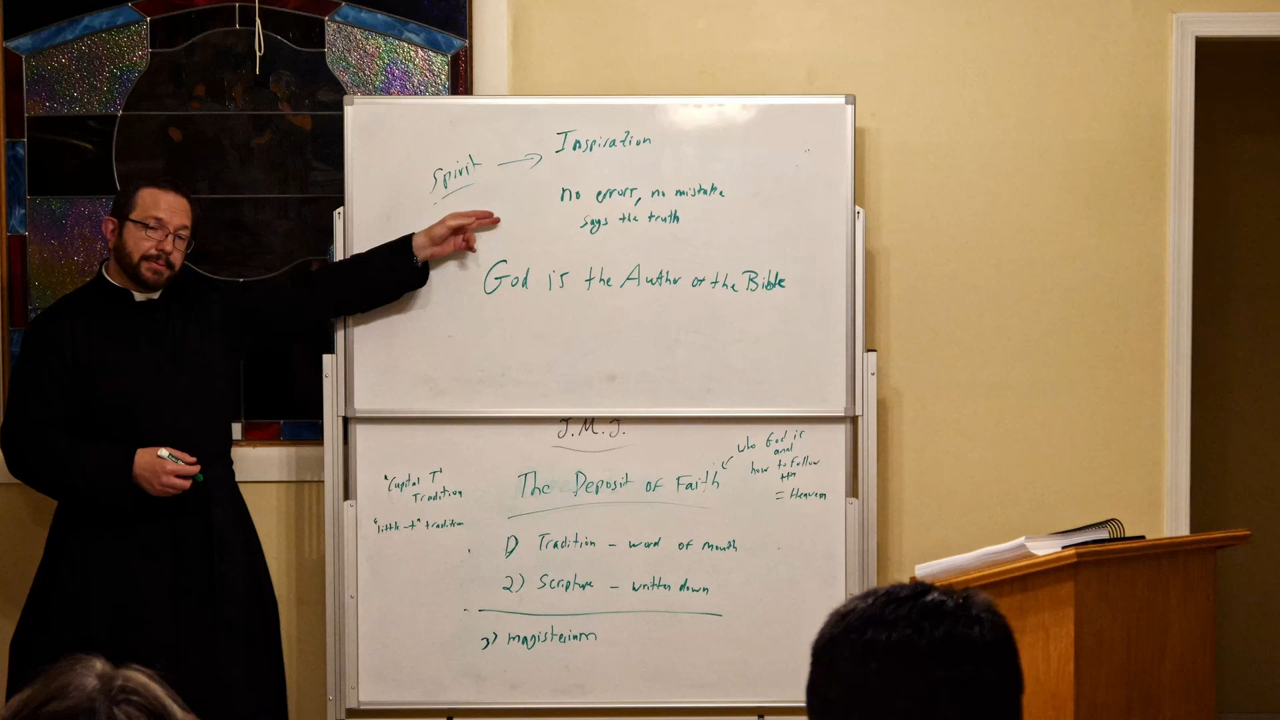 Inspiration
Spirit →
no error, no mistake
says the truth
God is the Author of the Bible
J.M.J.
The Deposit of Faith
who God is
and
how to follow
= Heaven
"Capital T"
Tradition
"little-t" tradition
1) Tradition - word of mouth
2) Scripture - written down
3) magisterium